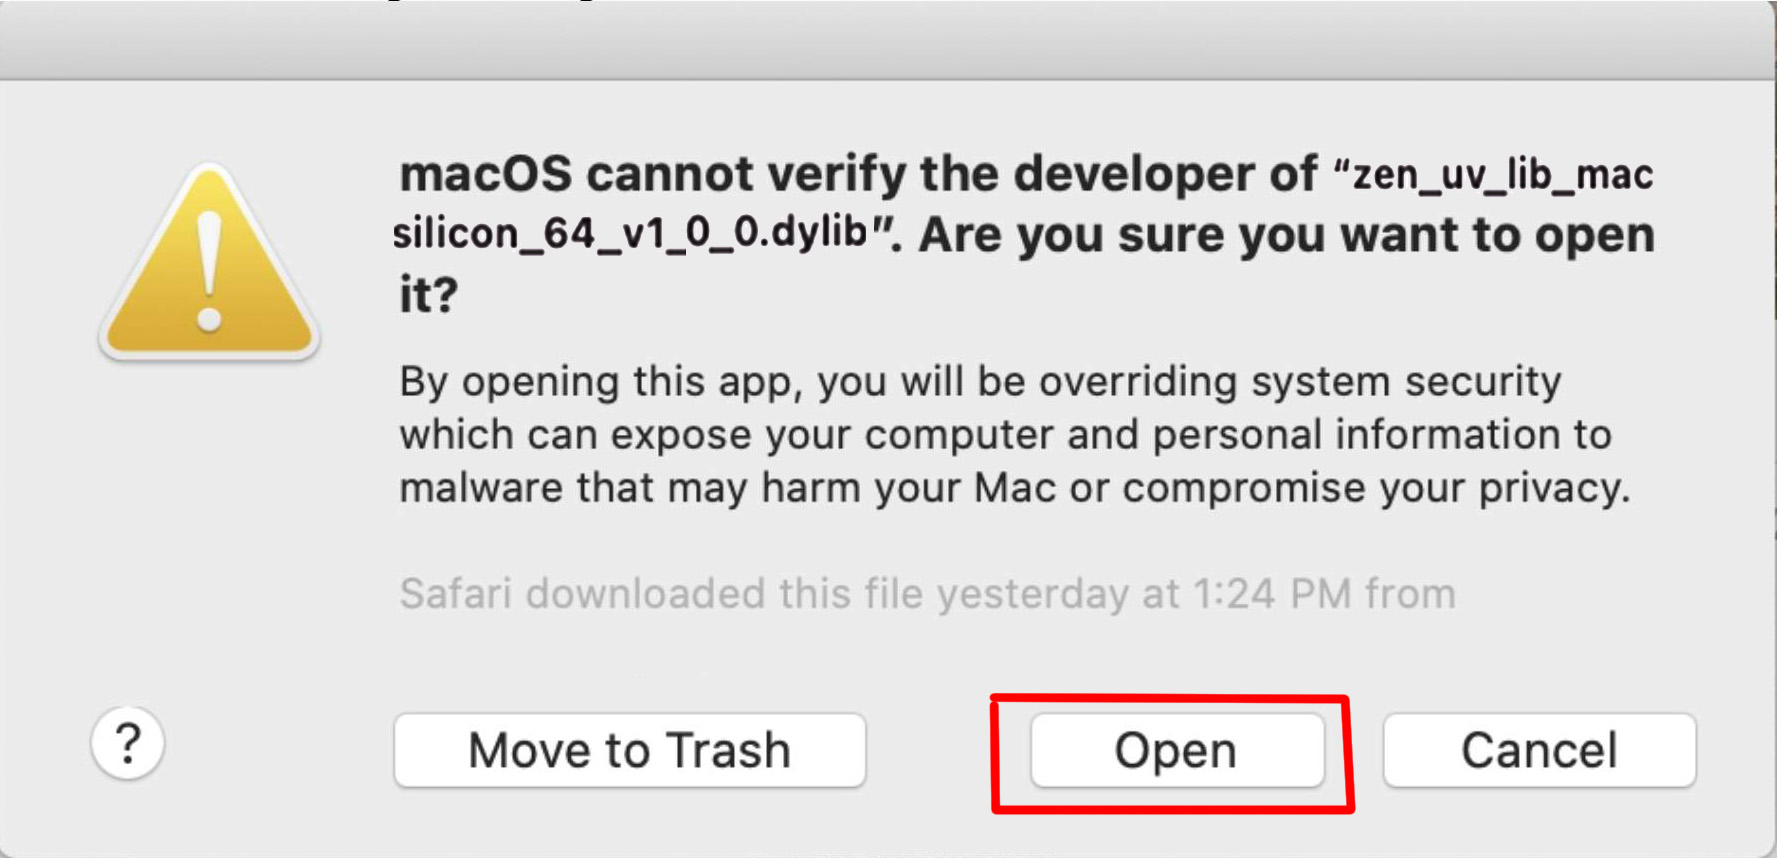 macOS cannot verify the developer of “zen_uv_lib_mac
silicon_64_v1_0_0.dylib”. Are you sure you want to open
it?
By opening this app, you will be overriding system security
which can expose your computer and personal information to
malware that may harm your Mac or compromise your privacy.
Safari downloaded this file yesterday at 1:24 PM from
? Move to Trash Open Cancel